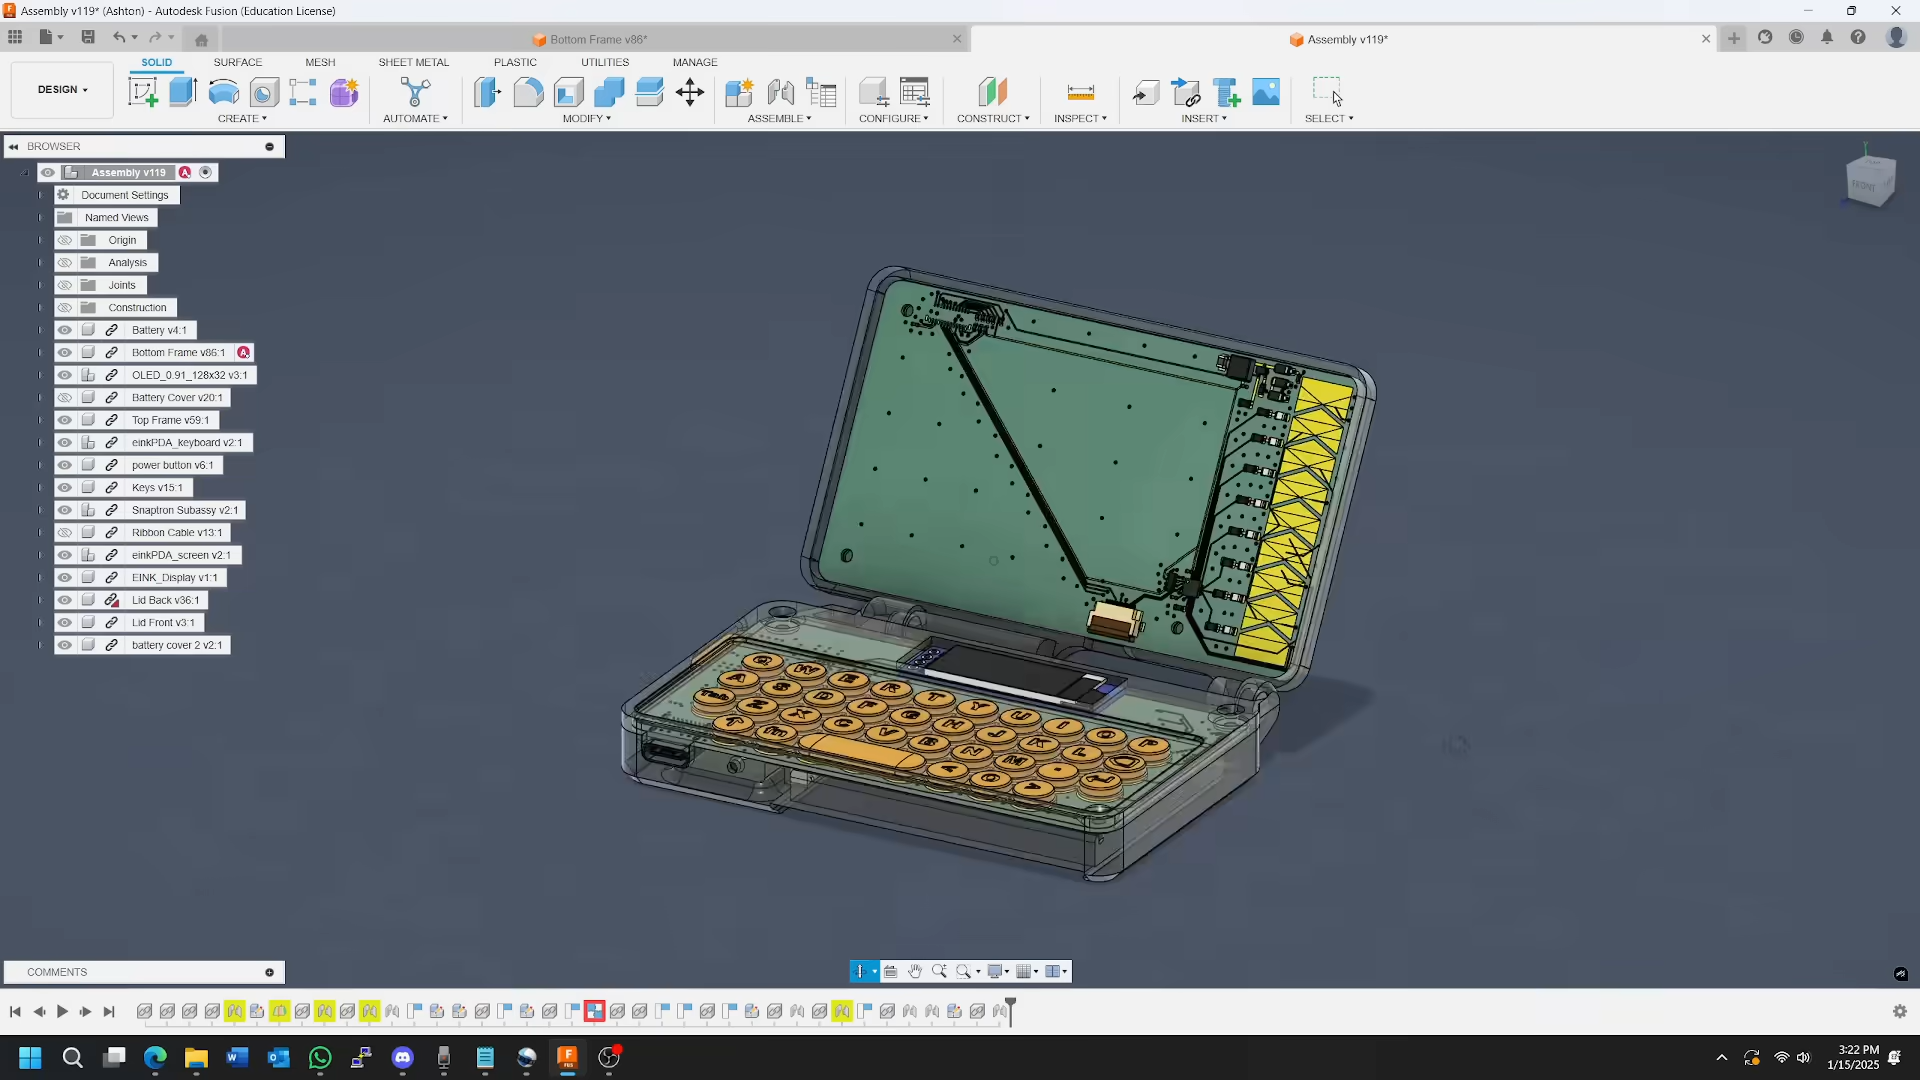 Assembly v119* (Ashton) - Autodesk Fusion (Education License)
Bottom Frame v86*
Assembly v119*
DESIGN
SOLID
SURFACE
MESH
SHEET METAL
PLASTIC
UTILITIES
MANAGE
CREATE
AUTOMATE
MODIFY
ASSEMBLE
CONFIGURE
CONSTRUCT
INSPECT
INSERT
SELECT
BROWSER
Assembly v119
Document Settings
Named Views
Origin
Analysis
Joints
Construction
Battery v4:1
Bottom Frame v86:1
OLED_0.91_128x32 v3:1
Battery Cover v20:1
Top Frame v59:1
einkPDA_keyboard v2:1
power button v6:1
Keys v15:1
Snaptron Subassy v2:1
Ribbon Cable v13:1
einkPDA_screen v2:1
EINK_Display v1:1
Lid Back v36:1
Lid Front v3:1
battery cover 2 v2:1
FRONT
Q W E R T Y U I O P
A S D F G H J K L
Tab Z X C V B N M .
fn < O >
COMMENTS
3:22 PM
1/15/2025